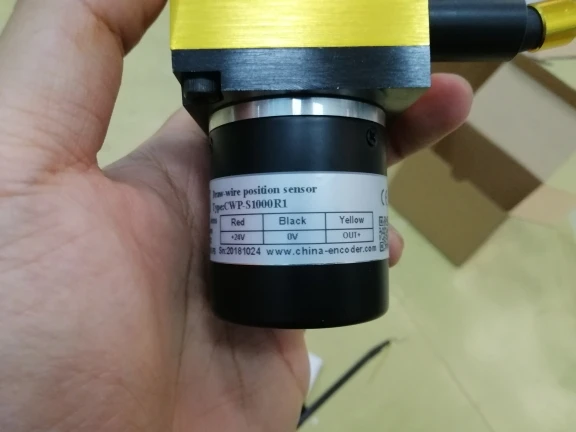 Draw-wire position sensor
Type:CWP-S1000R1
Red Black Yellow
+24V 0V OUT+
Sn:20181024 www.china-encoder.com